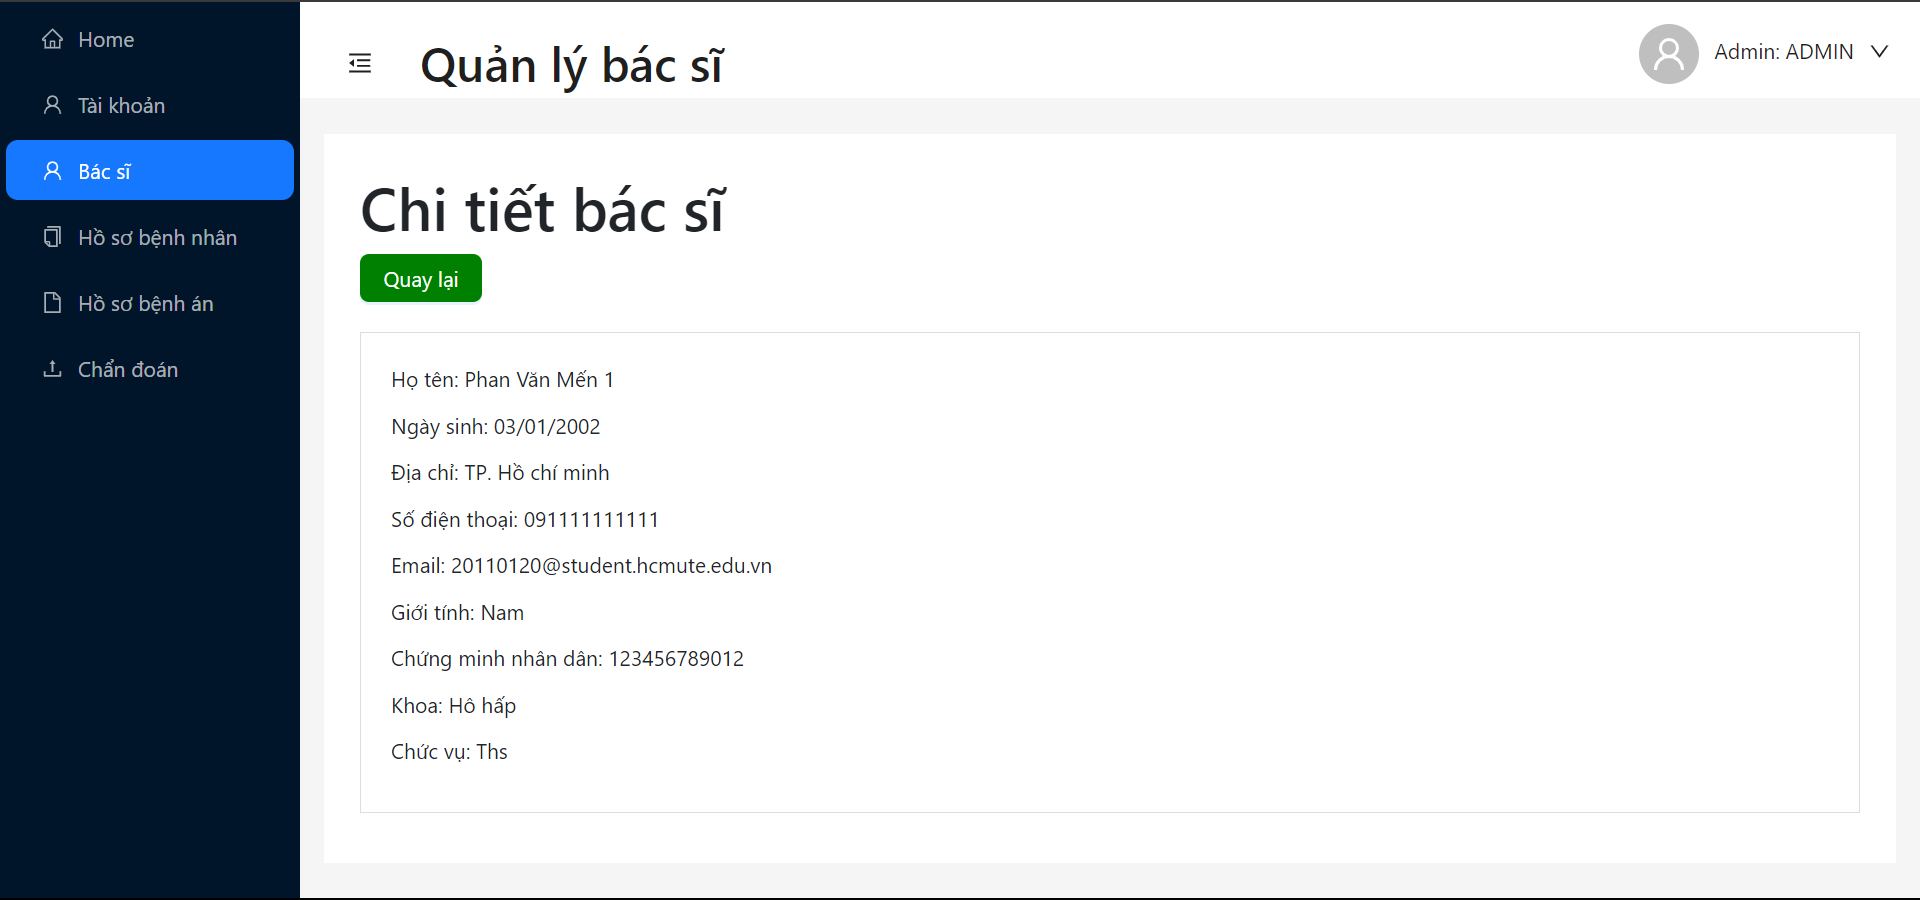 Home
Tài khoản
Bác sĩ
Hồ sơ bệnh nhân
Hồ sơ bệnh án
Chẩn đoán
Quản lý bác sĩ
Admin: ADMIN
Chi tiết bác sĩ
Quay lại
Họ tên: Phan Văn Mến 1
Ngày sinh: 03/01/2002
Địa chỉ: TP. Hồ chí minh
Số điện thoại: 091111111111
Email: 20110120@student.hcmute.edu.vn
Giới tính: Nam
Chứng minh nhân dân: 123456789012
Khoa: Hô hấp
Chức vụ: Ths